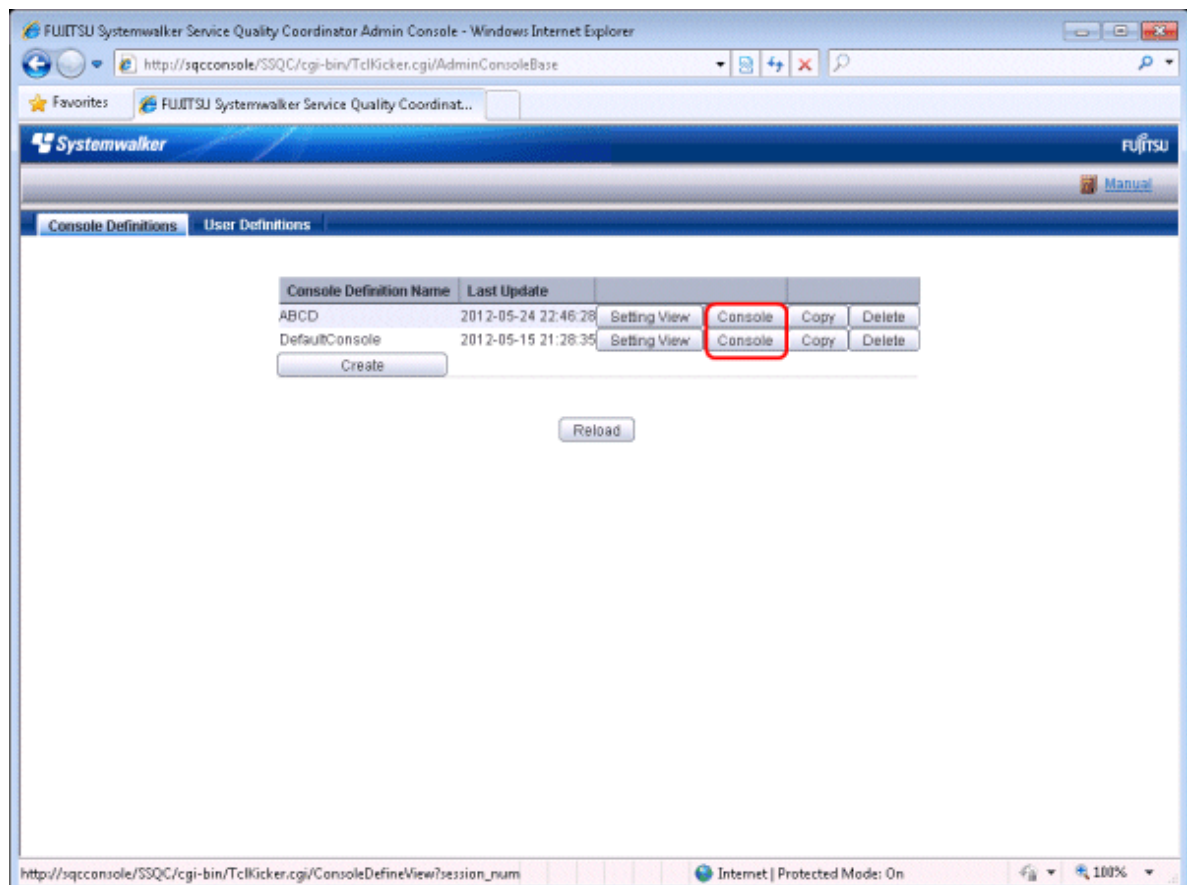 FUJITSU Systemwalker Service Quality Coordinator Admin Console - Windows Internet Explorer
http://sqcconsole/SSQC/cgi-bin/TclKicker.cgi/AdminConsoleBase
Favorites FUJITSU Systemwalker Service Quality Coordinat...
Systemwalker FUJITSU
Manual
Console Definitions User Definitions
Console Definition Name Last Update
ABCD 2012-05-24 22:46:28 Setting View Console Copy Delete
DefaultConsole 2012-05-15 21:28:35 Setting View Console Copy Delete
Create
Reload
http://sqcconsole/SSQC/cgi-bin/TclKicker.cgi/ConsoleDefineView?session_num Internet | Protected Mode: On 100%